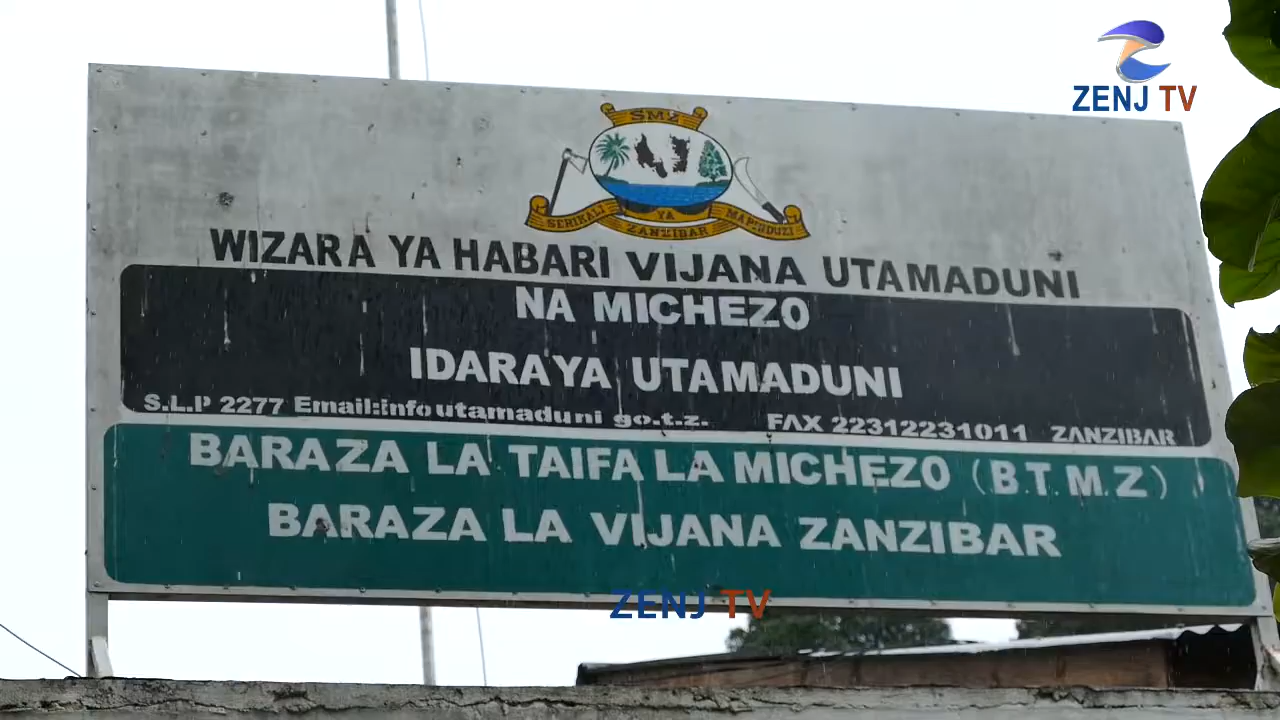 ZENJ TV
SMZ
SERIKALI YA MAPINDUZI
ZANZIBAR
WIZARA YA HABARI VIJANA UTAMADUNI
NA MICHEZO
IDARA YA UTAMADUNI
S.L.P 2277 Email:info utamaduni go.t.z. FAX 22312231011 ZANZIBAR
BARAZA LA TAIFA LA MICHEZO (B.T.M.Z)
BARAZA LA VIJANA ZANZIBAR
ZENJ TV